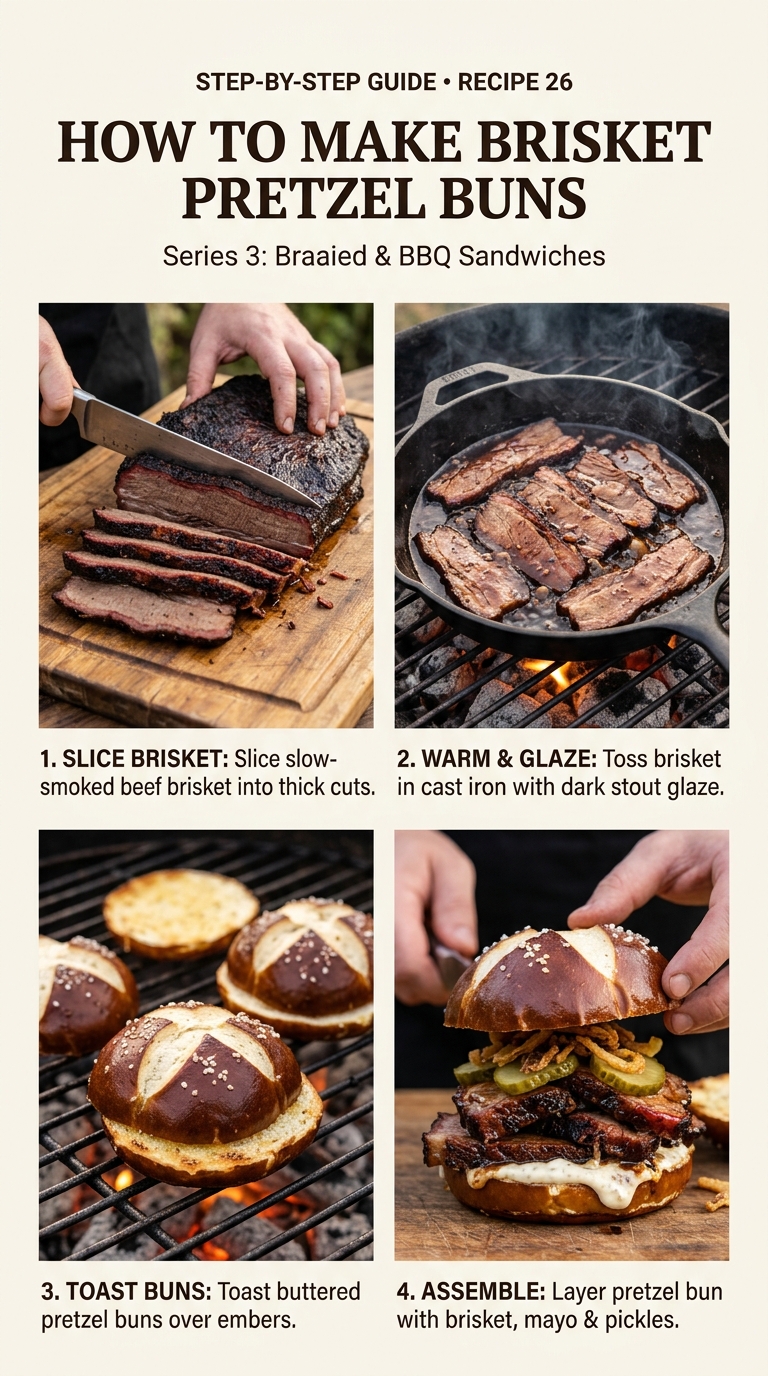 STEP-BY-STEP GUIDE • RECIPE 26
HOW TO MAKE BRISKET
PRETZEL BUNS
Series 3: Braaied & BBQ Sandwiches
1. SLICE BRISKET: Slice slow-
smoked beef brisket into thick cuts.
2. WARM & GLAZE: Toss brisket
in cast iron with dark stout glaze.
3. TOAST BUNS: Toast buttered
pretzel buns over embers.
4. ASSEMBLE: Layer pretzel bun
with brisket, mayo & pickles.